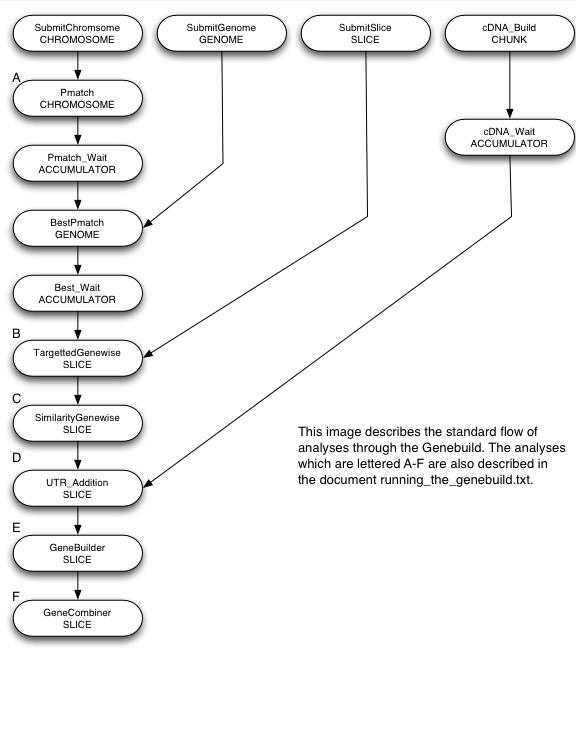 SubmitChromsome
CHROMOSOME
SubmitGenome
GENOME
SubmitSlice
SLICE
cDNA_Build
CHUNK
A
Pmatch
CHROMOSOME
cDNA_Wait
ACCUMULATOR
Pmatch_Wait
ACCUMULATOR
BestPmatch
GENOME
Best_Wait
ACCUMULATOR
B
TargettedGenewise
SLICE
C
SimilarityGenewise
SLICE
This image describes the standard flow of
analyses through the Genebuild. The analyses
which are lettered A-F are also described in
the document running_the_genebuild.txt.
D
UTR_Addition
SLICE
E
GeneBuilder
SLICE
F
GeneCombiner
SLICE